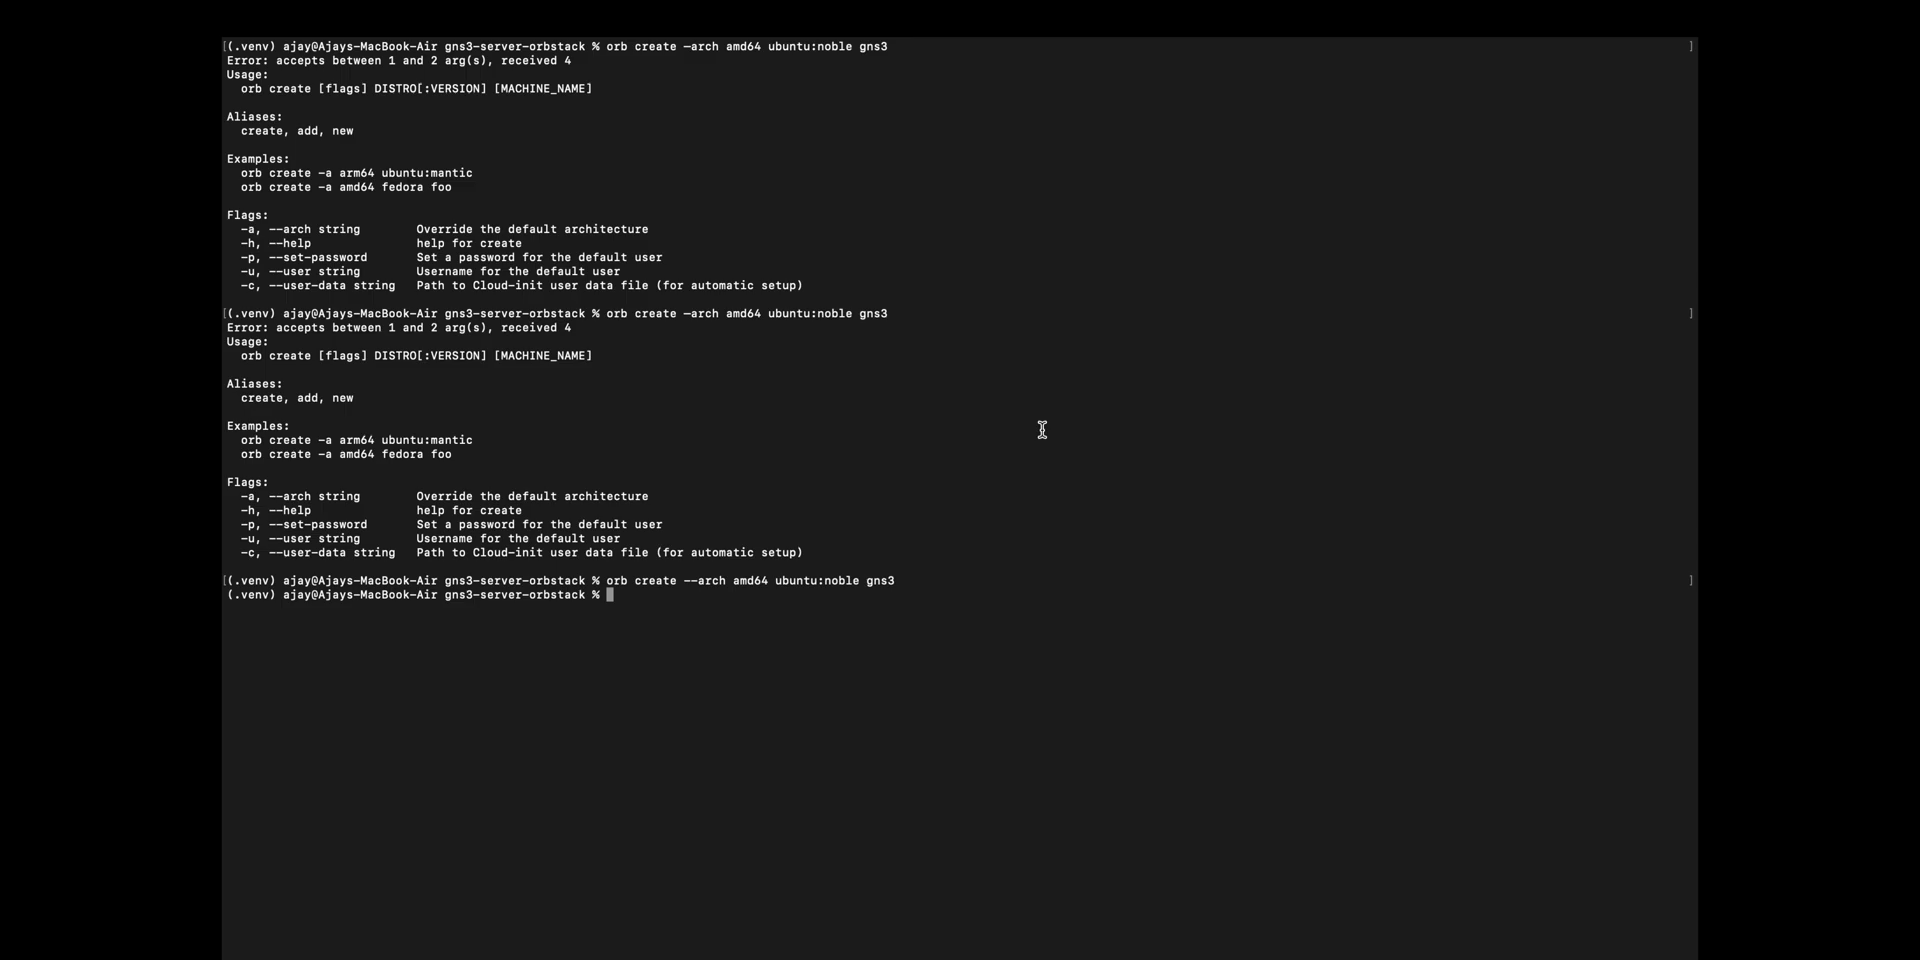 [(.venv) ajay@Ajays-MacBook-Air gns3-server-orbstack % orb create —arch amd64 ubuntu:noble gns3 ]
Error: accepts between 1 and 2 arg(s), received 4
Usage:
  orb create [flags] DISTRO[:VERSION] [MACHINE_NAME]

Aliases:
  create, add, new

Examples:
  orb create -a arm64 ubuntu:mantic
  orb create -a amd64 fedora foo

Flags:
  -a, --arch string        Override the default architecture
  -h, --help               help for create
  -p, --set-password       Set a password for the default user
  -u, --user string        Username for the default user
  -c, --user-data string   Path to Cloud-init user data file (for automatic setup)

[(.venv) ajay@Ajays-MacBook-Air gns3-server-orbstack % orb create —arch amd64 ubuntu:noble gns3 ]
Error: accepts between 1 and 2 arg(s), received 4
Usage:
  orb create [flags] DISTRO[:VERSION] [MACHINE_NAME]

Aliases:
  create, add, new

Examples:
  orb create -a arm64 ubuntu:mantic
  orb create -a amd64 fedora foo

Flags:
  -a, --arch string        Override the default architecture
  -h, --help               help for create
  -p, --set-password       Set a password for the default user
  -u, --user string        Username for the default user
  -c, --user-data string   Path to Cloud-init user data file (for automatic setup)

[(.venv) ajay@Ajays-MacBook-Air gns3-server-orbstack % orb create --arch amd64 ubuntu:noble gns3 ]
(.venv) ajay@Ajays-MacBook-Air gns3-server-orbstack %